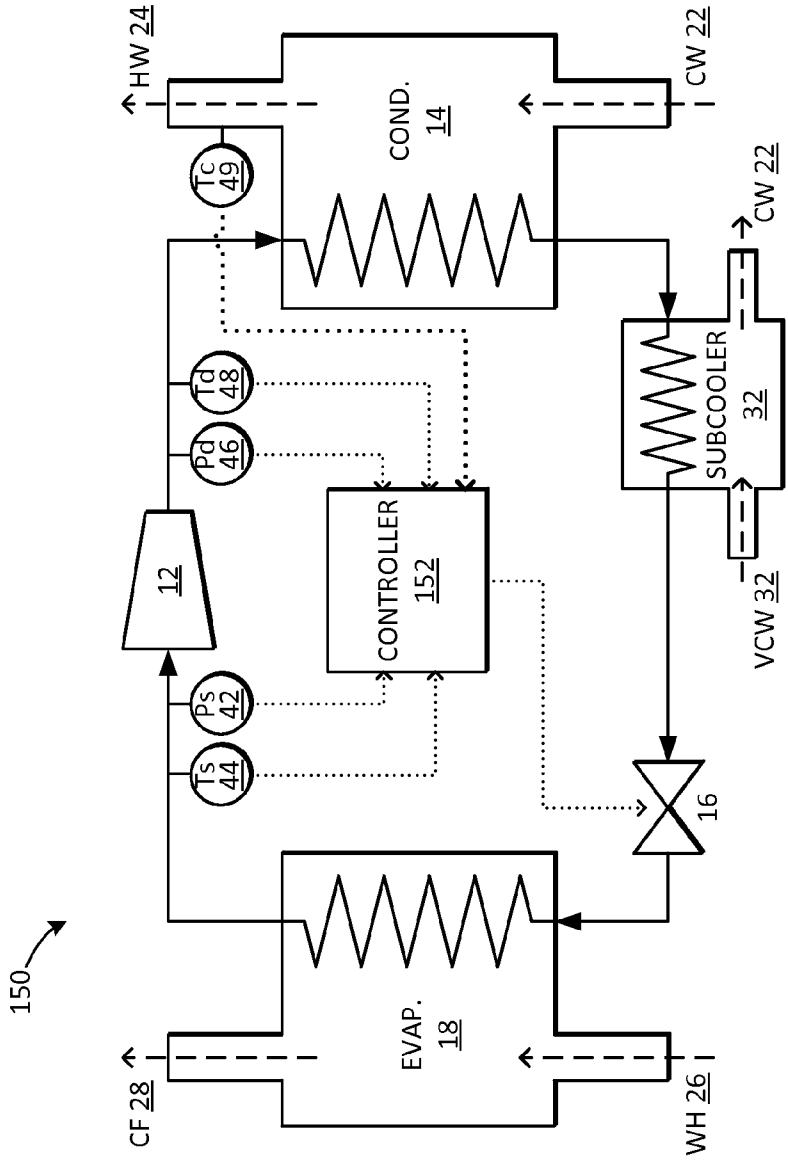 150
CF 28
WH 26
EVAP.
18
Ts
44
Ps
42
12
Pd
46
Td
48
Tc
49
HW 24
COND.
14
CW 22
CONTROLLER
152
16
VCW 32
SUBCOOLER
32
CW 22